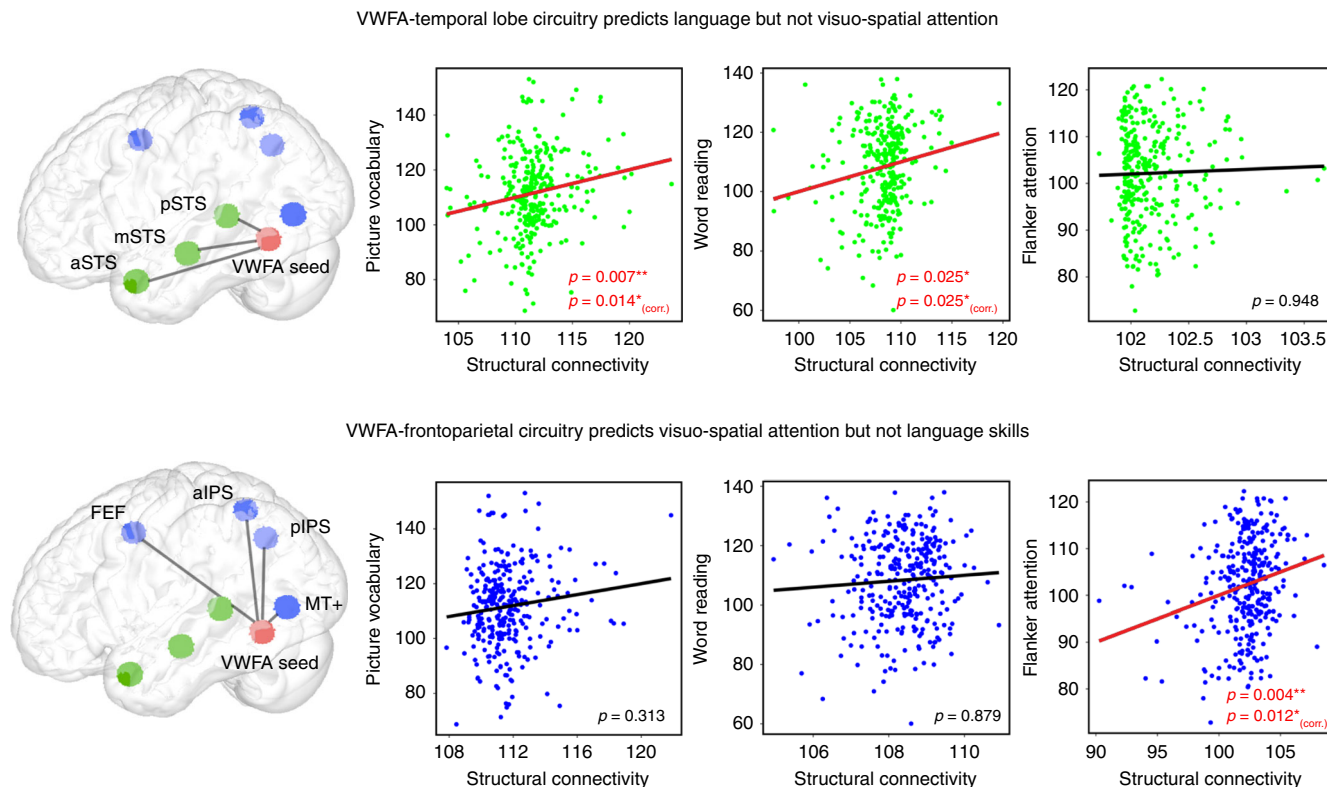 VWFA-temporal lobe circuitry predicts language but not visuo-spatial attention
pSTS
mSTS
aSTS
VWFA seed
Picture vocabulary
140
120
100
80
p = 0.007**
p = 0.014*(corr.)
105 110 115 120
Structural connectivity
Word reading
140
120
100
80
60
p = 0.025*
p = 0.025*(corr.)
100 105 110 115 120
Structural connectivity
Flanker attention
120
110
100
90
80
p = 0.948
102 102.5 103 103.5
Structural connectivity
VWFA-frontoparietal circuitry predicts visuo-spatial attention but not language skills
aIPS
FEF
pIPS
MT+
VWFA seed
Picture vocabulary
140
120
100
80
p = 0.313
108 112 116 120
Structural connectivity
Word reading
140
120
100
80
60
p = 0.879
106 108 110
Structural connectivity
Flanker attention
120
110
100
90
80
p = 0.004**
p = 0.012*(corr.)
90 95 100 105
Structural connectivity